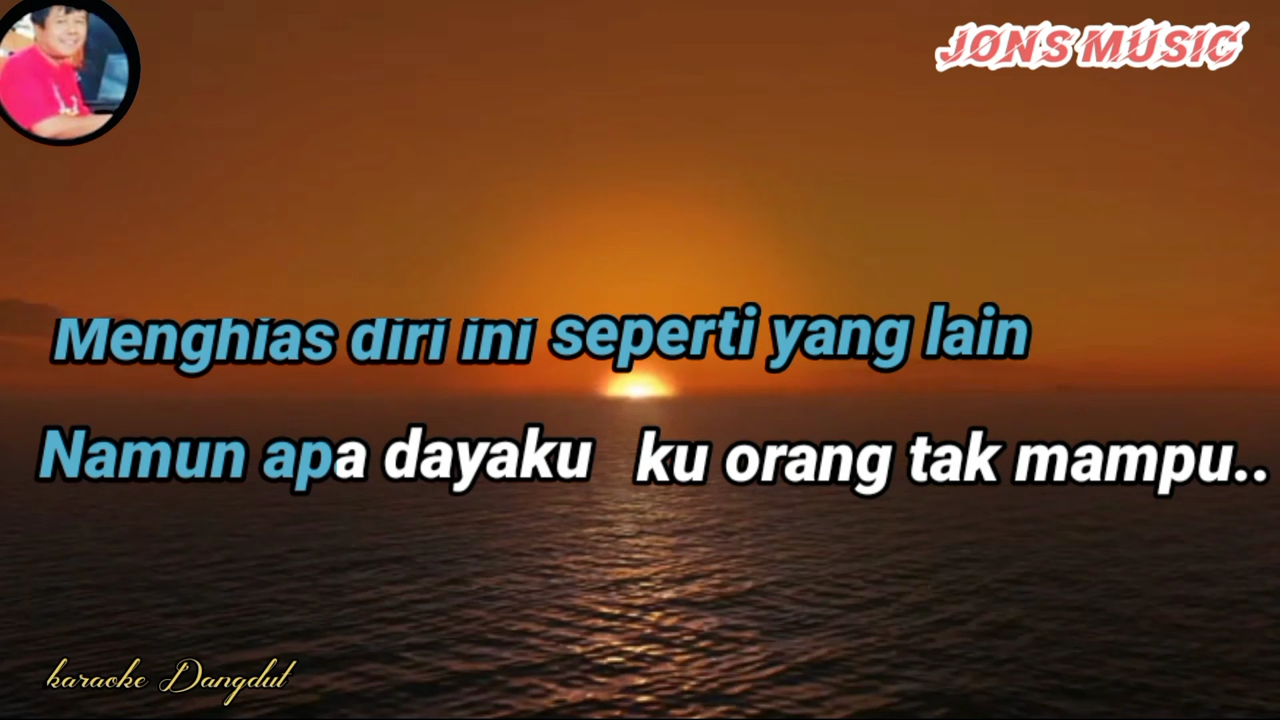 JONS MUSIC
Menghias diri ini seperti yang lain
Namun apa dayaku ku orang tak mampu..
karaoke Dangdut